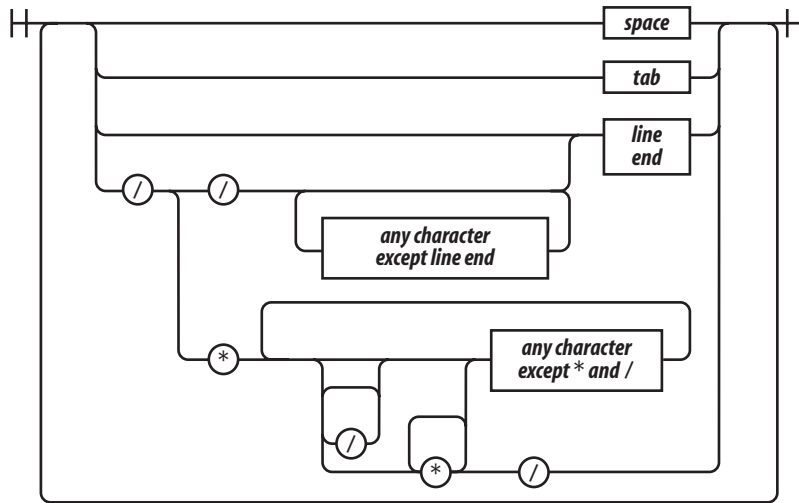 space
tab
line
end
/ /
any character
except line end
*
any character
except * and /
/
* /